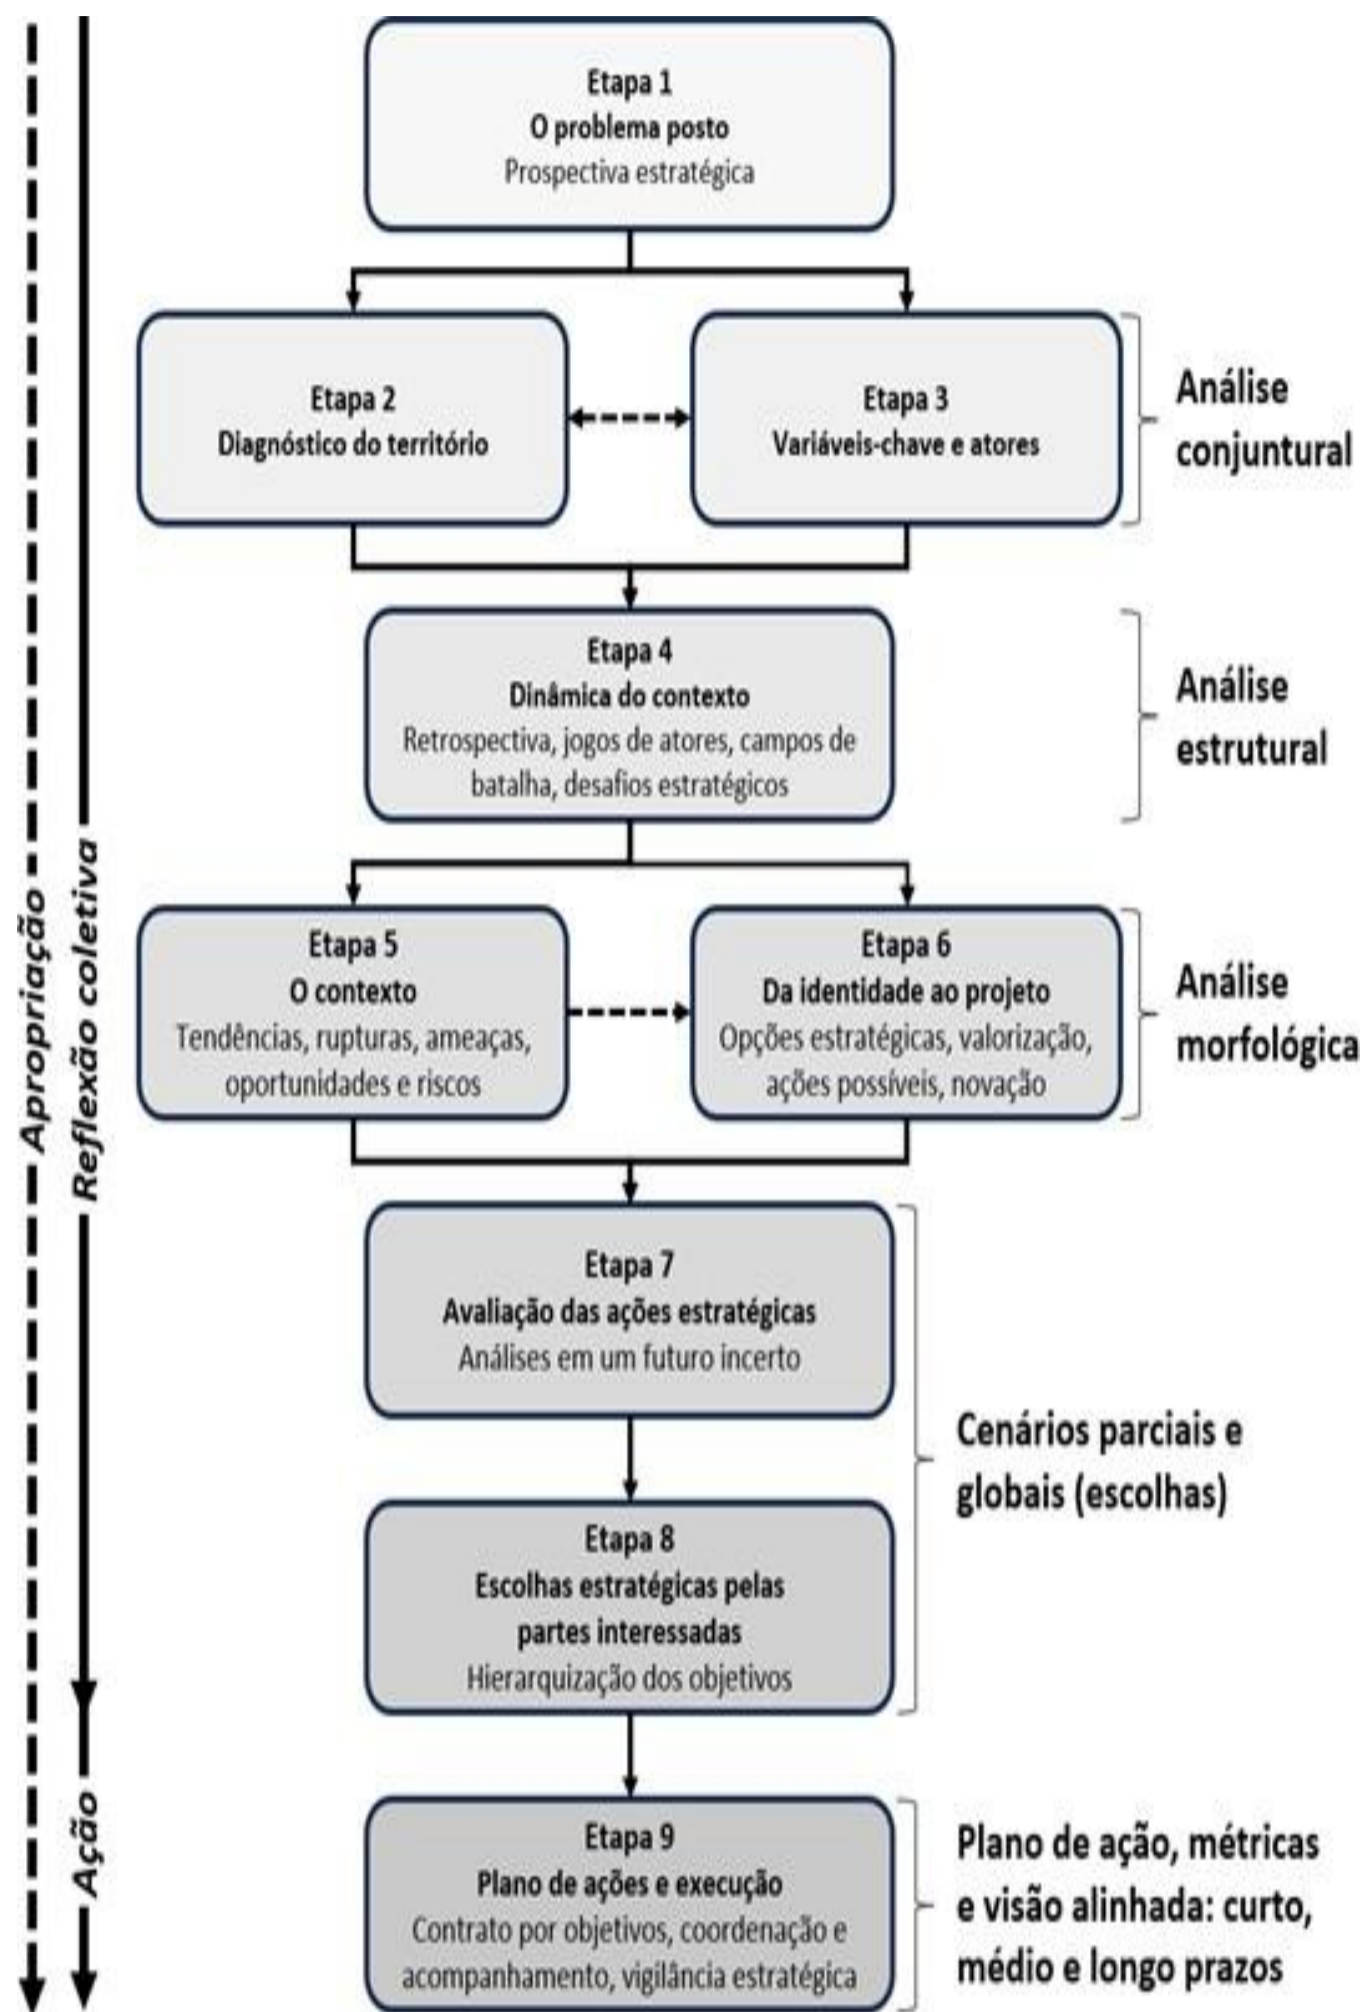 Etapa 1
O problema posto
Prospectiva estratégica
Etapa 2
Diagnóstico do território
Etapa 3
Variáveis-chave e atores
Análise
conjuntural
Etapa 4
Dinâmica do contexto
Retrospectiva, jogos de atores, campos de
batalha, desafios estratégicos
Análise
estrutural
Etapa 5
O contexto
Tendências, rupturas, ameaças,
oportunidades e riscos
Etapa 6
Da identidade ao projeto
Opções estratégicas, valorização,
ações possíveis, novação
Análise
morfológica
Etapa 7
Avaliação das ações estratégicas
Análises em um futuro incerto
Etapa 8
Escolhas estratégicas pelas
partes interessadas
Hierarquização dos objetivos
Cenários parciais e
globais (escolhas)
Etapa 9
Plano de ações e execução
Contrato por objetivos, coordenação e
acompanhamento, vigilância estratégica
Plano de ação, métricas
e visão alinhada: curto,
médio e longo prazos
Apropriação
Reflexão coletiva
Ação